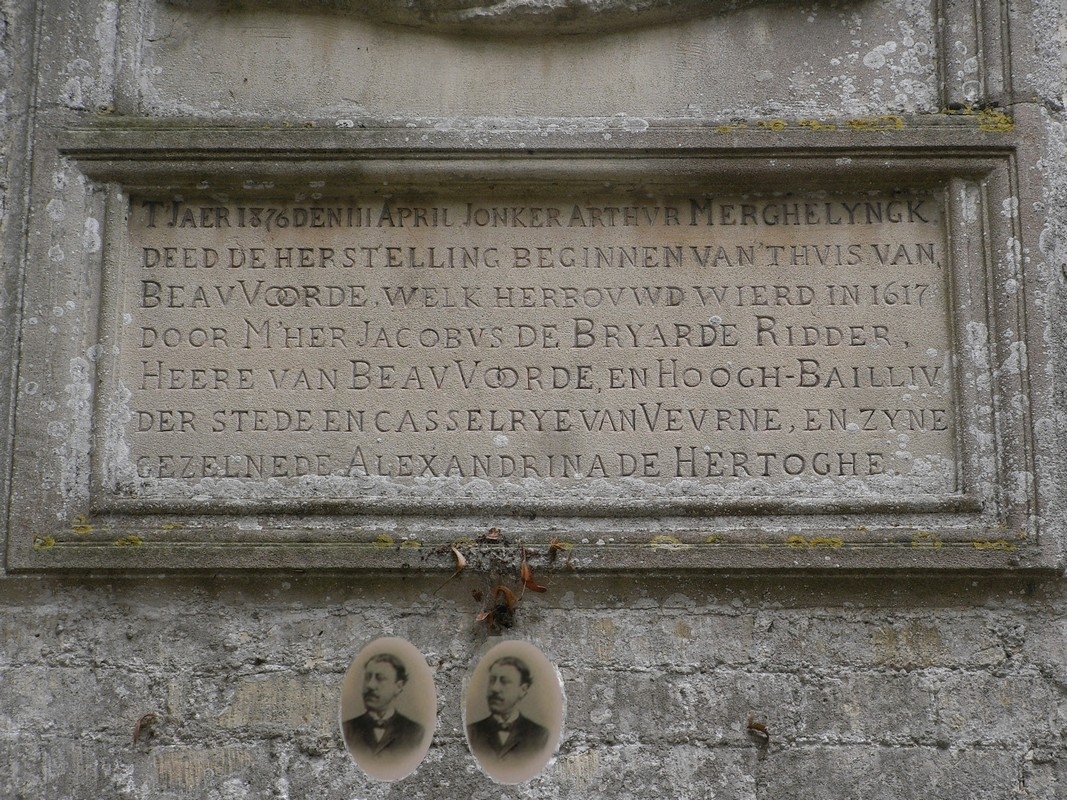 T'JAER 1876 DEN III APRIL JONKER ARTHVR MERGHELYNCK.
DEED DE HERSTELLING BEGINNEN VAN 'T HVIS VAN,
BEAVVOORDE, WELK HERBOVWD WIERD IN 1617
DOOR M'HER JACOBVS DE BRYARDE RIDDER,
HEERE VAN BEAVVOORDE, EN HOOGH-BAILLIV
DER STEDE EN CASSELRYE VAN VEVRNE, EN ZYNE
GEZELNEDE ALEXANDRINA DE HERTOGHE.